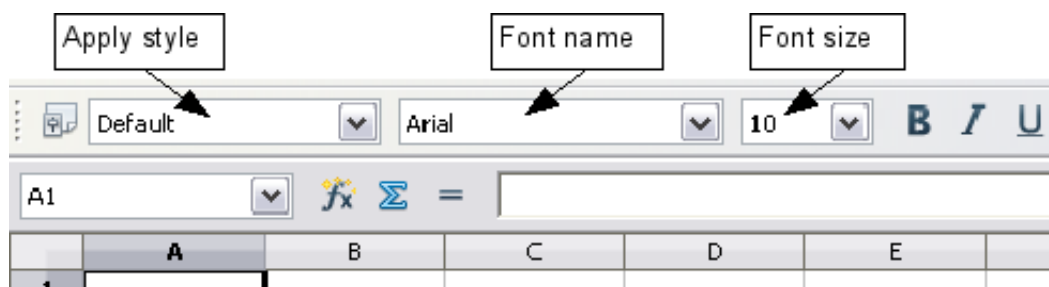 Apply style Font name Font size
Default Arial 10 B I U
A1 fx Σ =
A B C D E
1